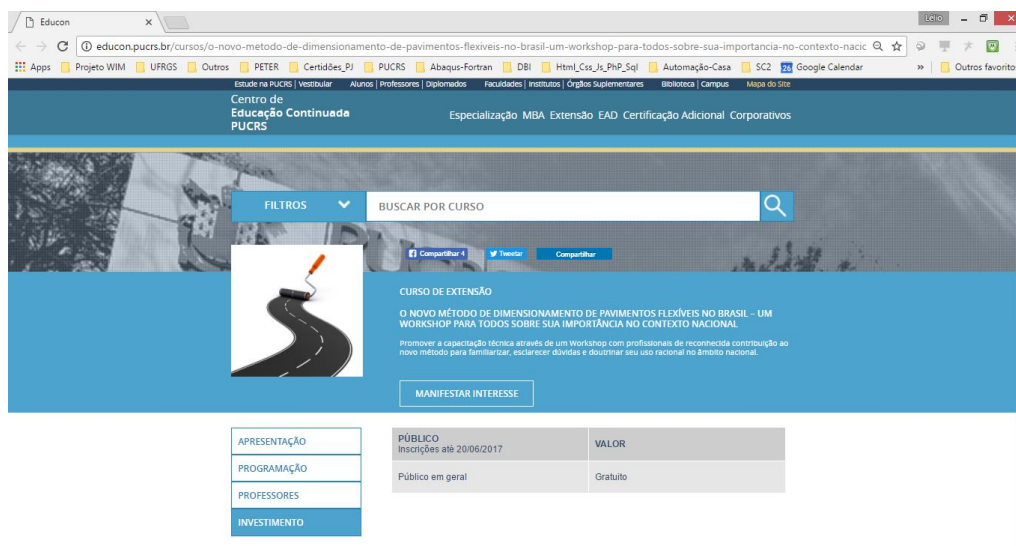 Educon
Lélio
educon.pucrs.br/cursos/o-novo-metodo-de-dimensionamento-de-pavimentos-flexiveis-no-brasil-um-workshop-para-todos-sobre-sua-importancia-no-contexto-nacic
Apps Projeto WIM UFRGS Outros PETER Certidões_PJ PUCRS Abaqus-Fortran DBI Html_Css_Js_PhP_Sql Automação-Casa SC2 26 Google Calendar » Outros favorito
Estude na PUCRS | Vestibular Alunos | Professores | Diplomados Faculdades | Institutos | Órgãos Suplementares Biblioteca | Campus Mapa do Site
Centro de
Educação Continuada
PUCRS
Especialização MBA Extensão EAD Certificação Adicional Corporativos
FILTROS
BUSCAR POR CURSO
Compartilhar 4 Tweetar Compartilhar
CURSO DE EXTENSÃO
O NOVO MÉTODO DE DIMENSIONAMENTO DE PAVIMENTOS FLEXÍVEIS NO BRASIL – UM
WORKSHOP PARA TODOS SOBRE SUA IMPORTÂNCIA NO CONTEXTO NACIONAL
Promover a capacitação técnica através de um Workshop com profissionais de reconhecida contribuição ao
novo método para familiarizar, esclarecer dúvidas e doutrinar seu uso racional no âmbito nacional.
MANIFESTAR INTERESSE
APRESENTAÇÃO
PROGRAMAÇÃO
PROFESSORES
INVESTIMENTO
PÚBLICO
Inscrições até 20/06/2017
VALOR
Público em geral
Gratuito